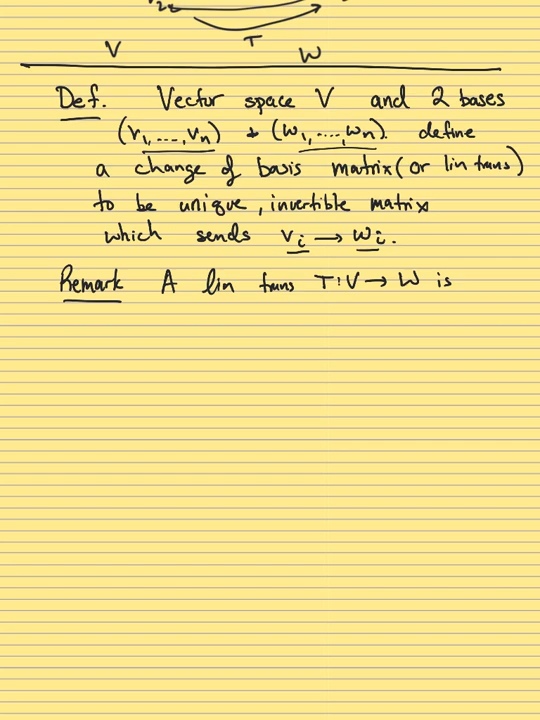 V₂
V T W
Def. Vector space V and 2 bases
(v₁, ...., vₙ) & (w₁, ....., wₙ). define
a change of basis matrix (or lin trans)
to be unique, invertible matrix
which sends vᵢ → wᵢ.
Remark A lin trans T: V → W is